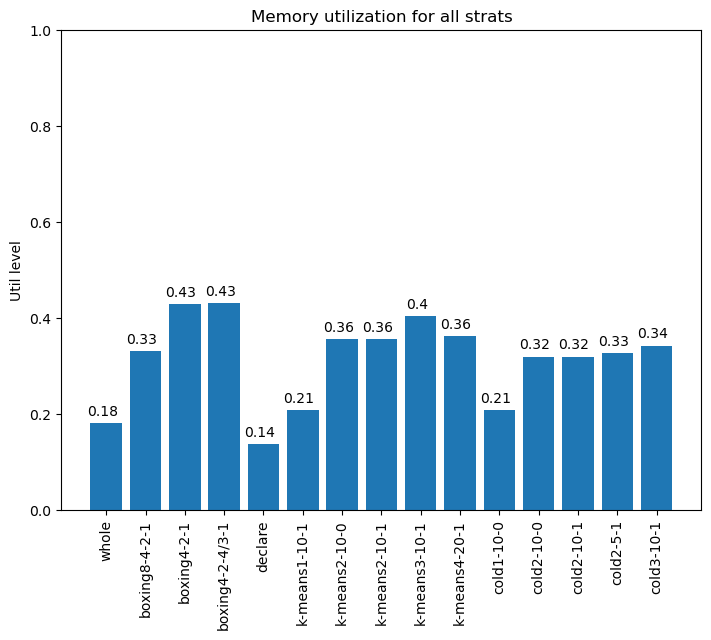 Memory utilization for all strats
Util level
1.0
0.8
0.6
0.4
0.2
0.0
0.18
0.33
0.43
0.43
0.14
0.21
0.36
0.36
0.4
0.36
0.21
0.32
0.32
0.33
0.34
whole
boxing8-4-2-1
boxing4-2-1
boxing4-2-4/3-1
declare
k-means1-10-1
k-means2-10-0
k-means2-10-1
k-means3-10-1
k-means4-20-1
cold1-10-0
cold2-10-0
cold2-10-1
cold2-5-1
cold3-10-1